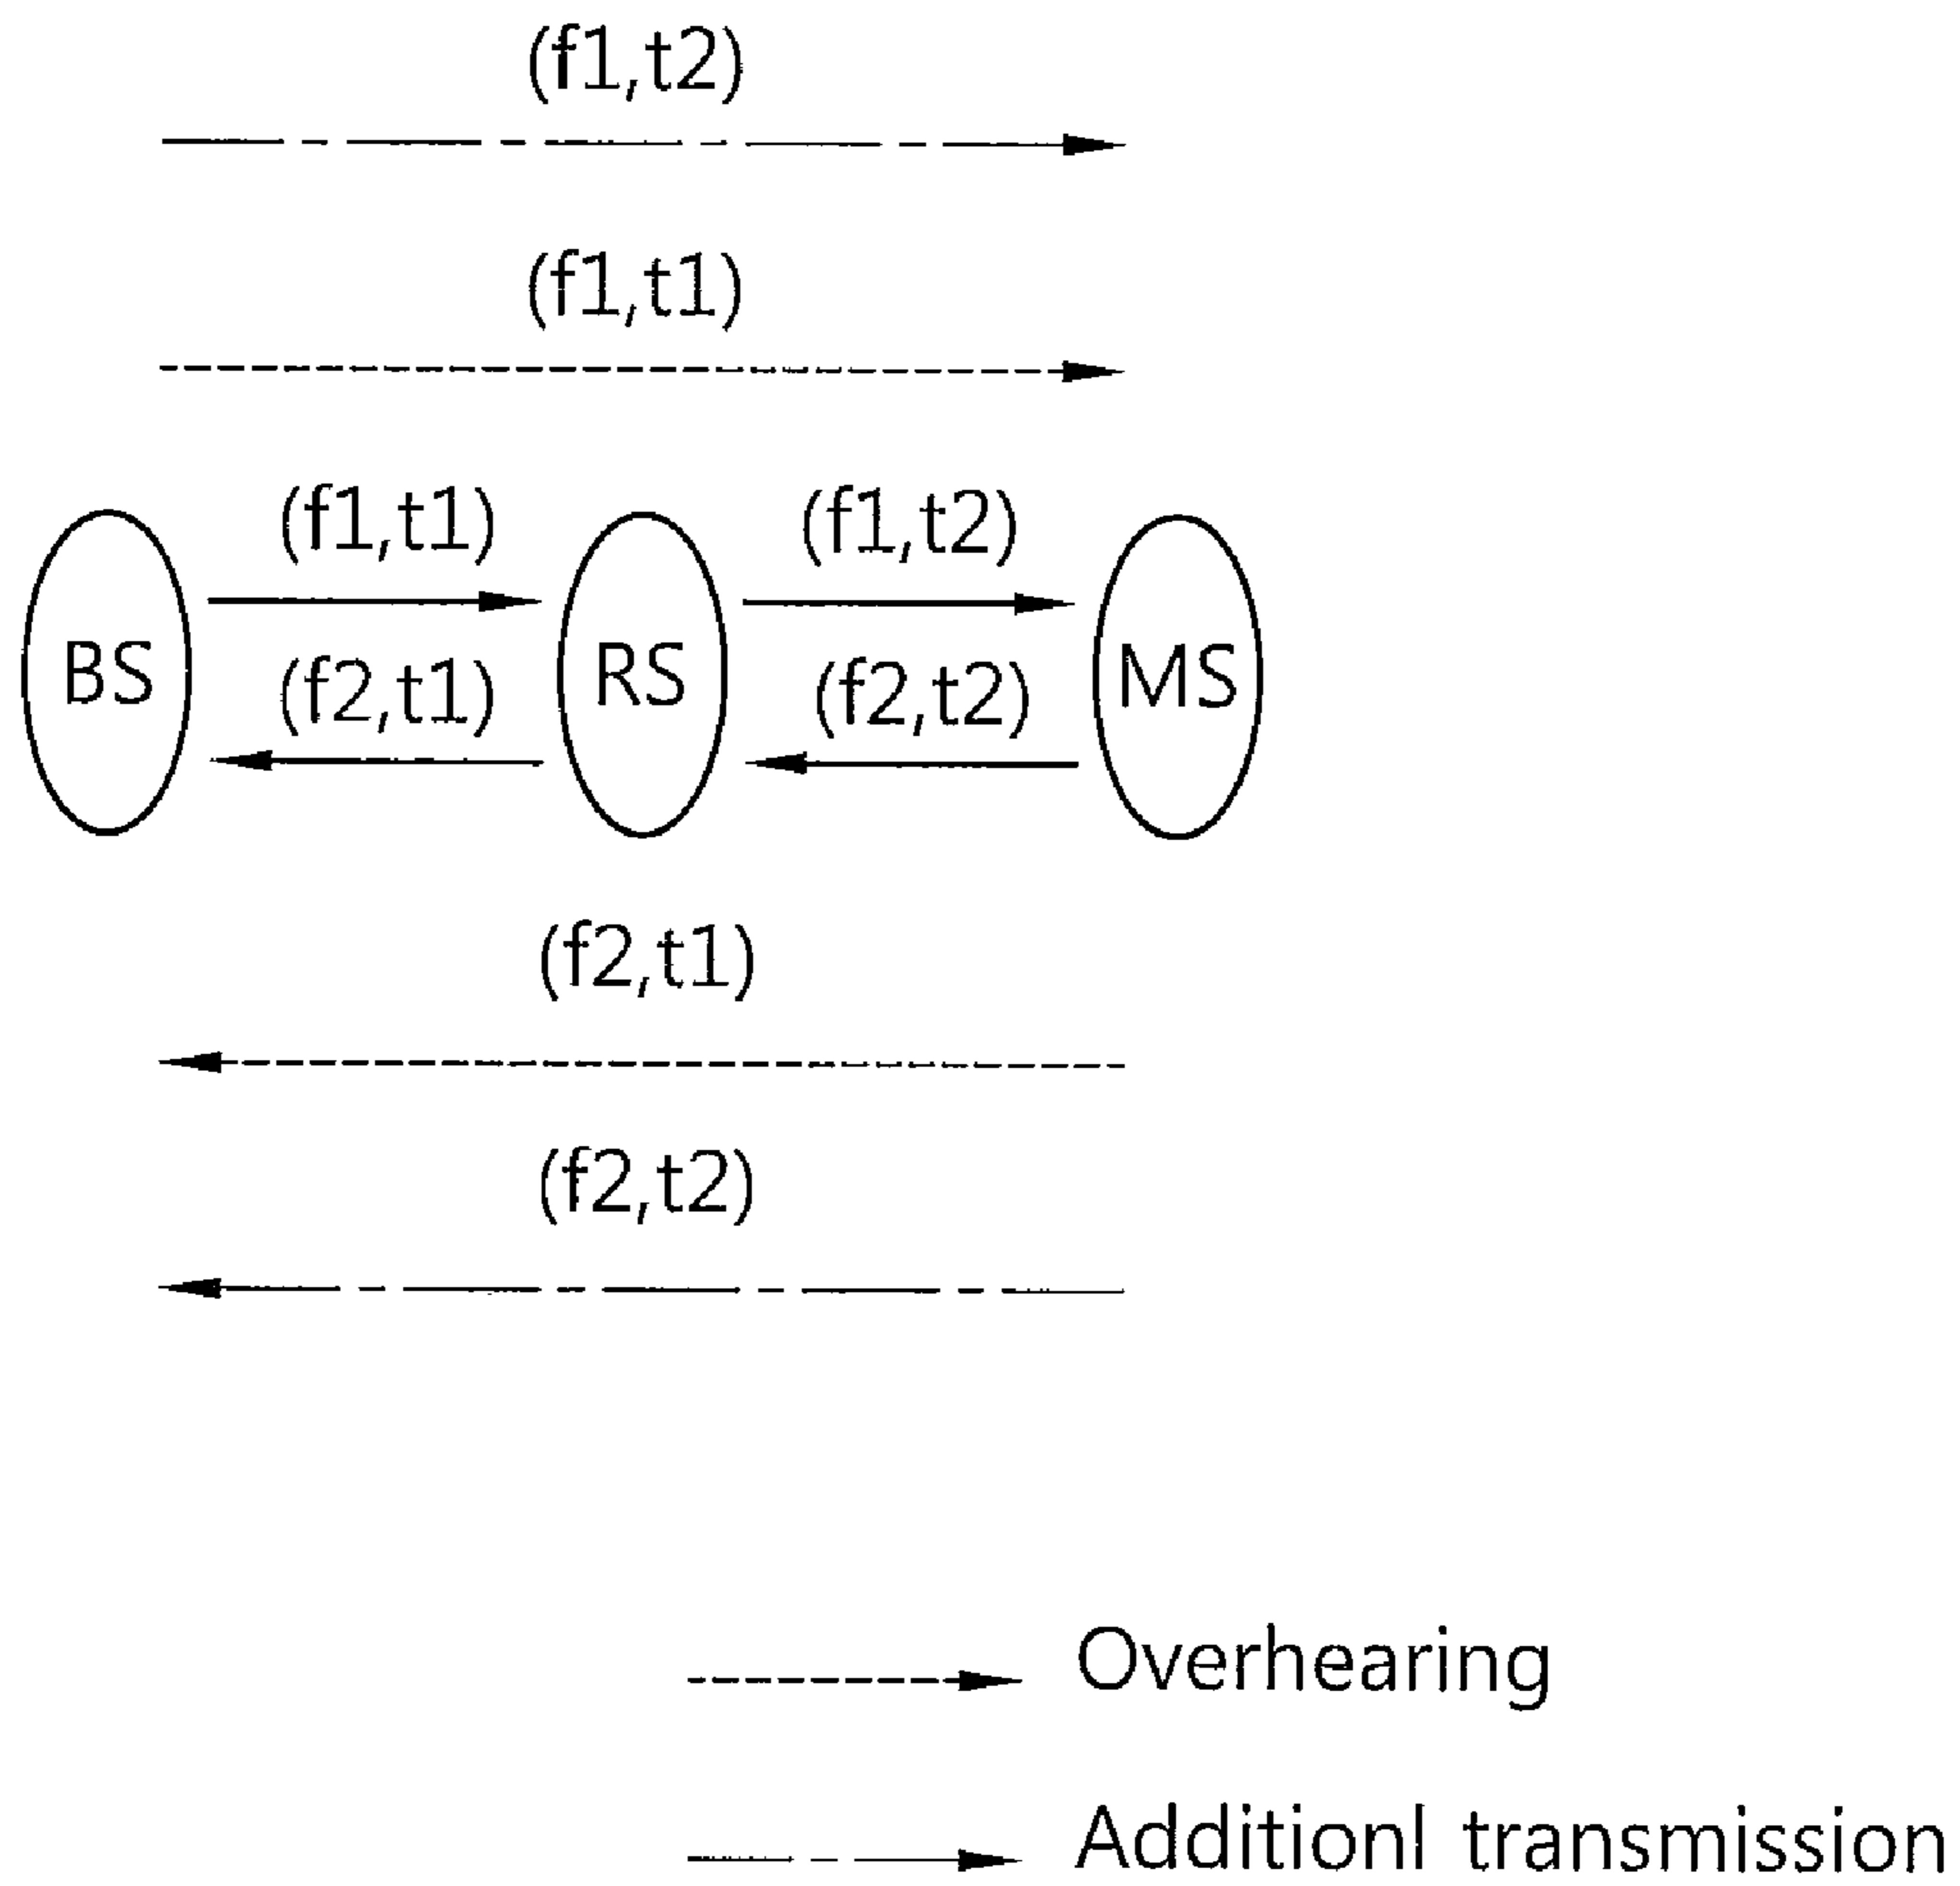 (f1,t2)
(f1,t1)
(f1,t1) (f1,t2)
BS RS MS
(f2,t1) (f2,t2)
(f2,t1)
(f2,t2)
Overhearing
Additionl transmission